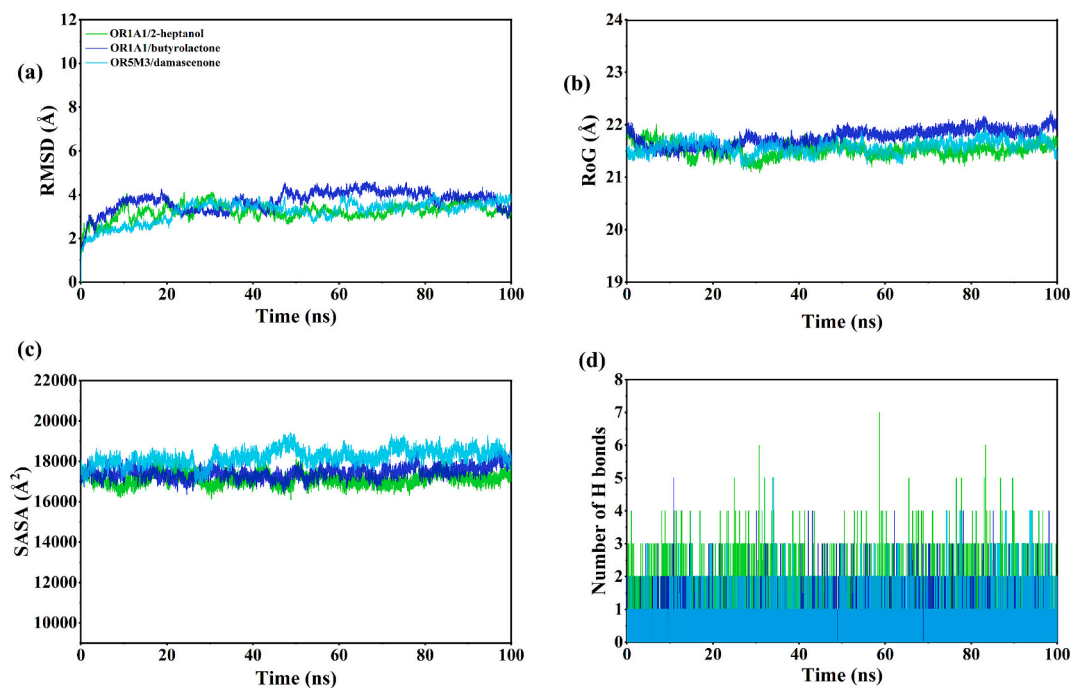 (a)
12
10
8
6
4
2
0
RMSD (Å)
OR1A1/2-heptanol
OR1A1/butyrolactone
OR5M3/damascenone
0 20 40 60 80 100
Time (ns)
(b)
24
23
22
21
20
19
RoG (Å)
0 20 40 60 80 100
Time (ns)
(c)
22000
20000
18000
16000
14000
12000
10000
SASA (Å²)
0 20 40 60 80 100
Time (ns)
(d)
8
7
6
5
4
3
2
1
0
Number of H bonds
0 20 40 60 80 100
Time (ns)